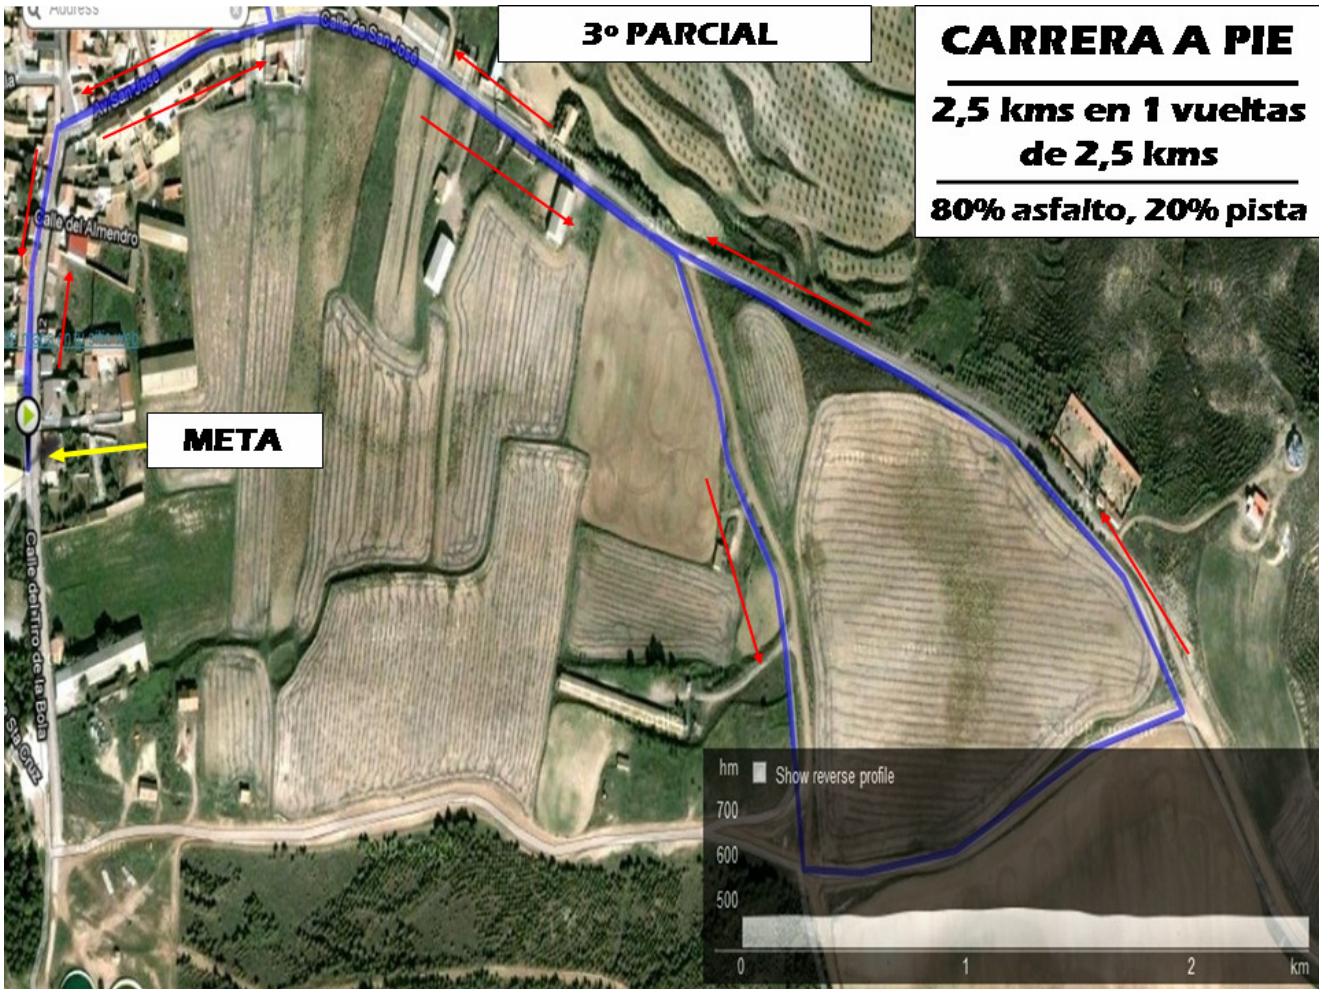 Address
3º PARCIAL
CARRERA A PIE
2,5 kms en 1 vueltas
de 2,5 kms
80% asfalto, 20% pista
Calle de San José
Av. San José
Calle del Almendro
META
Calle del Tiro de la Bola
Sta Cruz
hm
Show reverse profile
700
600
500
0
1
2
km